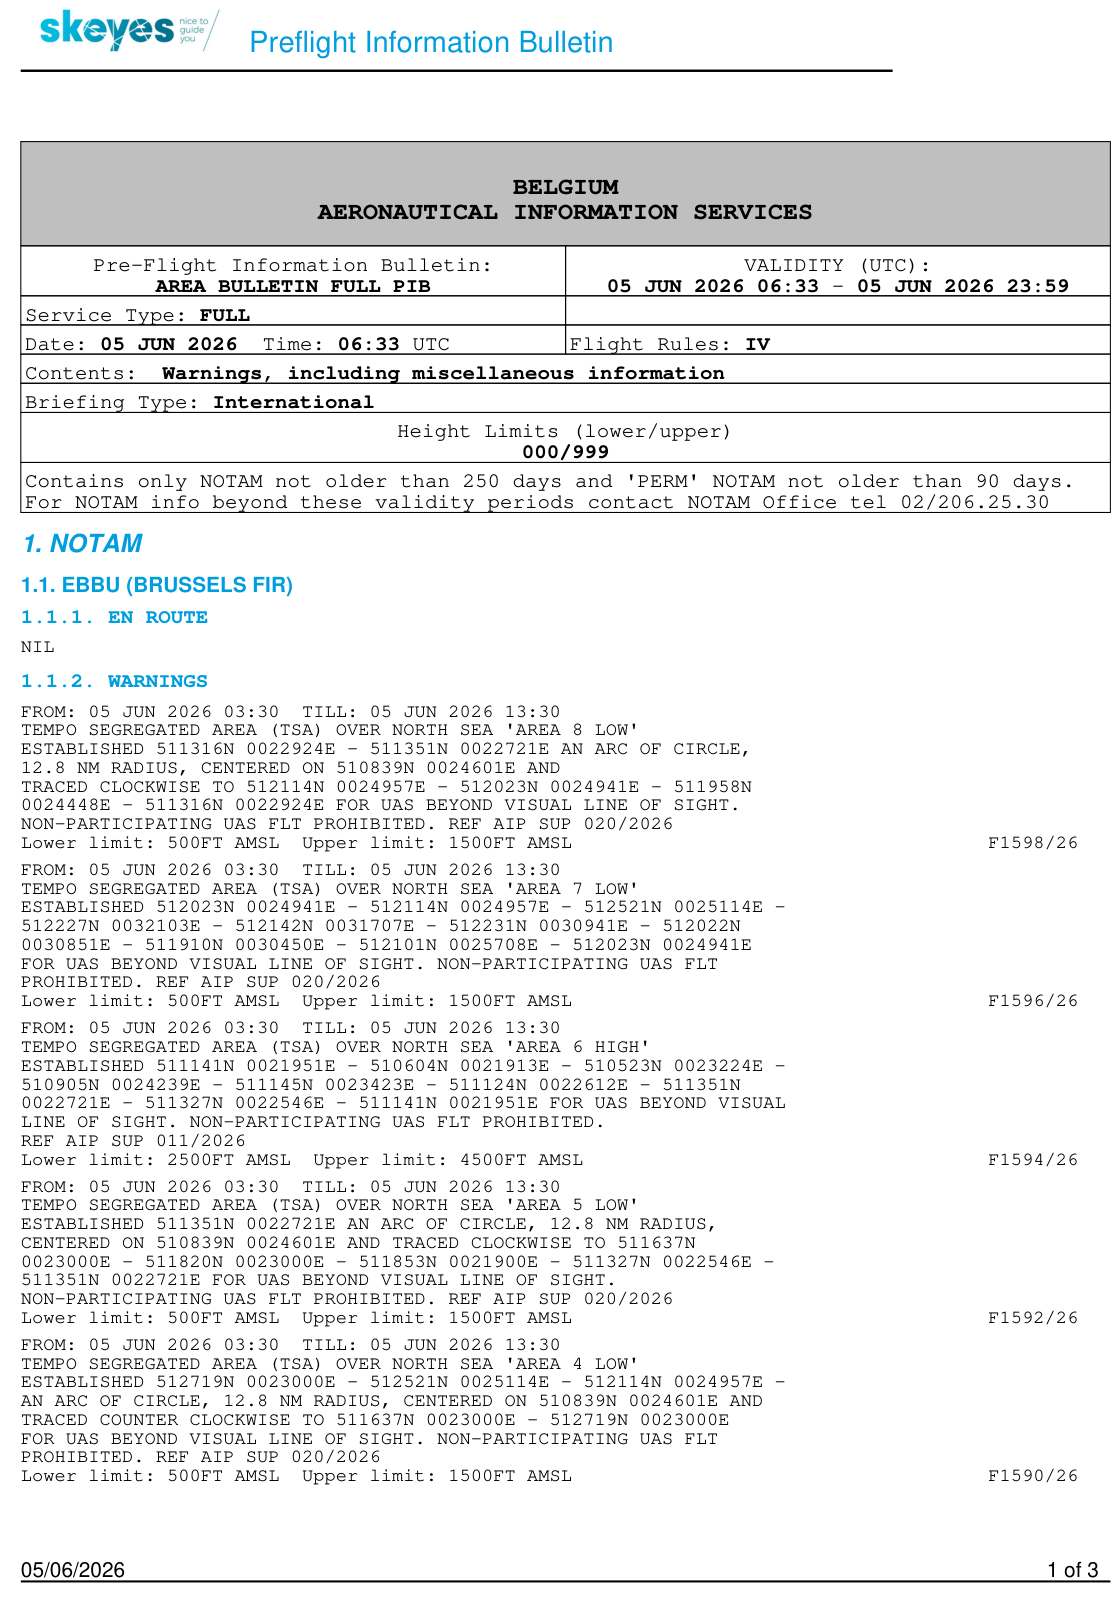 skeyes nice to guide you
Preflight Information Bulletin
BELGIUM
AERONAUTICAL INFORMATION SERVICES
Pre-Flight Information Bulletin:
AREA BULLETIN FULL PIB
VALIDITY (UTC):
05 JUN 2026 06:33 - 05 JUN 2026 23:59
Service Type: FULL
Date: 05 JUN 2026 Time: 06:33 UTC
Flight Rules: IV
Contents: Warnings, including miscellaneous information
Briefing Type: International
Height Limits (lower/upper)
000/999
Contains only NOTAM not older than 250 days and 'PERM' NOTAM not older than 90 days.
For NOTAM info beyond these validity periods contact NOTAM Office tel 02/206.25.30
1. NOTAM
1.1. EBBU (BRUSSELS FIR)
1.1.1. EN ROUTE
NIL
1.1.2. WARNINGS
FROM: 05 JUN 2026 03:30 TILL: 05 JUN 2026 13:30
TEMPO SEGREGATED AREA (TSA) OVER NORTH SEA 'AREA 8 LOW'
ESTABLISHED 511316N 0022924E - 511351N 0022721E AN ARC OF CIRCLE,
12.8 NM RADIUS, CENTERED ON 510839N 0024601E AND
TRACED CLOCKWISE TO 512114N 0024957E - 512023N 0024941E - 511958N
0024448E - 511316N 0022924E FOR UAS BEYOND VISUAL LINE OF SIGHT.
NON-PARTICIPATING UAS FLT PROHIBITED. REF AIP SUP 020/2026
Lower limit: 500FT AMSL Upper limit: 1500FT AMSL F1598/26
FROM: 05 JUN 2026 03:30 TILL: 05 JUN 2026 13:30
TEMPO SEGREGATED AREA (TSA) OVER NORTH SEA 'AREA 7 LOW'
ESTABLISHED 512023N 0024941E - 512114N 0024957E - 512521N 0025114E -
512227N 0032103E - 512142N 0031707E - 512231N 0030941E - 512022N
0030851E - 511910N 0030450E - 512101N 0025708E - 512023N 0024941E
FOR UAS BEYOND VISUAL LINE OF SIGHT. NON-PARTICIPATING UAS FLT
PROHIBITED. REF AIP SUP 020/2026
Lower limit: 500FT AMSL Upper limit: 1500FT AMSL F1596/26
FROM: 05 JUN 2026 03:30 TILL: 05 JUN 2026 13:30
TEMPO SEGREGATED AREA (TSA) OVER NORTH SEA 'AREA 6 HIGH'
ESTABLISHED 511141N 0021951E - 510604N 0021913E - 510523N 0023224E -
510905N 0024239E - 511145N 0023423E - 511124N 0022612E - 511351N
0022721E - 511327N 0022546E - 511141N 0021951E FOR UAS BEYOND VISUAL
LINE OF SIGHT. NON-PARTICIPATING UAS FLT PROHIBITED.
REF AIP SUP 011/2026
Lower limit: 2500FT AMSL Upper limit: 4500FT AMSL F1594/26
FROM: 05 JUN 2026 03:30 TILL: 05 JUN 2026 13:30
TEMPO SEGREGATED AREA (TSA) OVER NORTH SEA 'AREA 5 LOW'
ESTABLISHED 511351N 0022721E AN ARC OF CIRCLE, 12.8 NM RADIUS,
CENTERED ON 510839N 0024601E AND TRACED CLOCKWISE TO 511637N
0023000E - 511820N 0023000E - 511853N 0021900E - 511327N 0022546E -
511351N 0022721E FOR UAS BEYOND VISUAL LINE OF SIGHT.
NON-PARTICIPATING UAS FLT PROHIBITED. REF AIP SUP 020/2026
Lower limit: 500FT AMSL Upper limit: 1500FT AMSL F1592/26
FROM: 05 JUN 2026 03:30 TILL: 05 JUN 2026 13:30
TEMPO SEGREGATED AREA (TSA) OVER NORTH SEA 'AREA 4 LOW'
ESTABLISHED 512719N 0023000E - 512521N 0025114E - 512114N 0024957E -
AN ARC OF CIRCLE, 12.8 NM RADIUS, CENTERED ON 510839N 0024601E AND
TRACED COUNTER CLOCKWISE TO 511637N 0023000E - 512719N 0023000E
FOR UAS BEYOND VISUAL LINE OF SIGHT. NON-PARTICIPATING UAS FLT
PROHIBITED. REF AIP SUP 020/2026
Lower limit: 500FT AMSL Upper limit: 1500FT AMSL F1590/26
05/06/2026 1 of 3